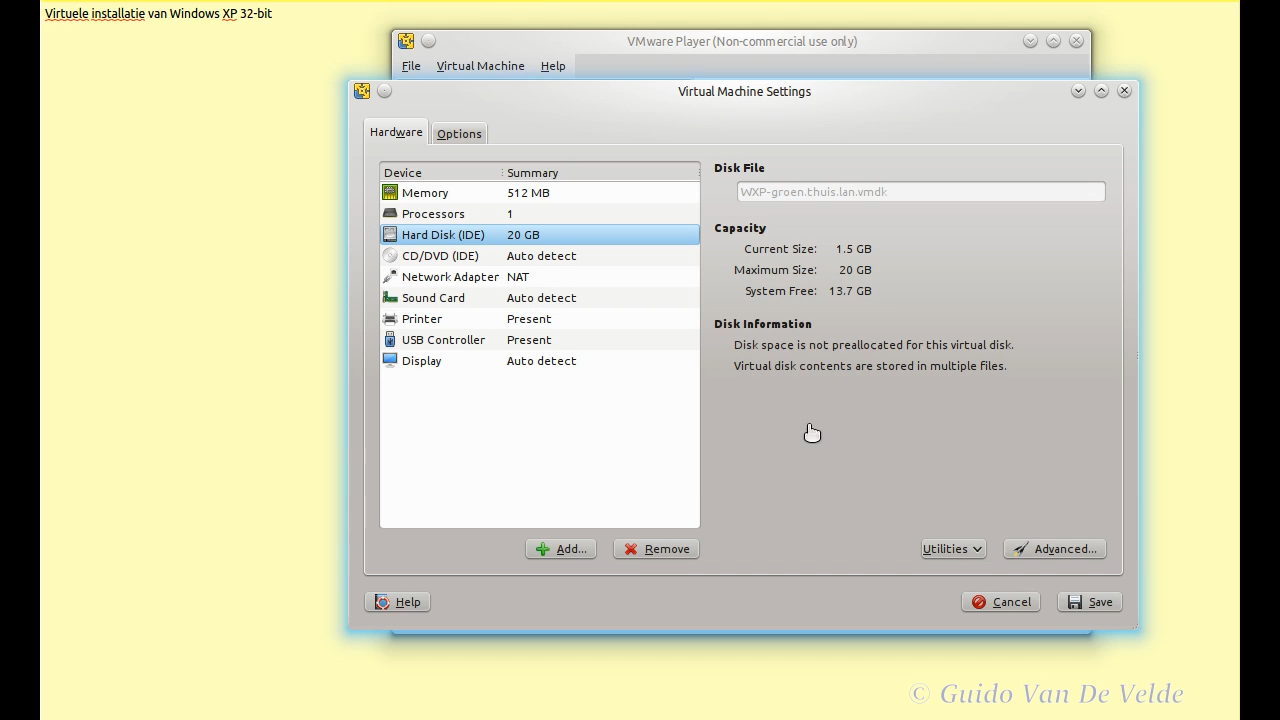 Virtuele installatie van Windows XP 32-bit
VMware Player (Non-commercial use only)
File Virtual Machine Help
Virtual Machine Settings
Hardware Options
Device Summary
Memory 512 MB
Processors 1
Hard Disk (IDE) 20 GB
CD/DVD (IDE) Auto detect
Network Adapter NAT
Sound Card Auto detect
Printer Present
USB Controller Present
Display Auto detect
Add... Remove
Disk File
WXP-groen.thuis.lan.vmdk
Capacity
Current Size: 1.5 GB
Maximum Size: 20 GB
System Free: 13.7 GB
Disk Information
Disk space is not preallocated for this virtual disk.
Virtual disk contents are stored in multiple files.
Utilities Advanced...
Help Cancel Save
© Guido Van De Velde